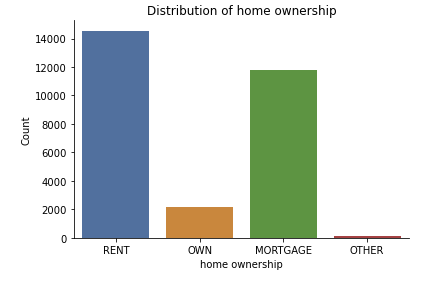 Distribution of home ownership
14000
12000
10000
8000
6000
4000
2000
0
Count
RENT OWN MORTGAGE OTHER
home ownership